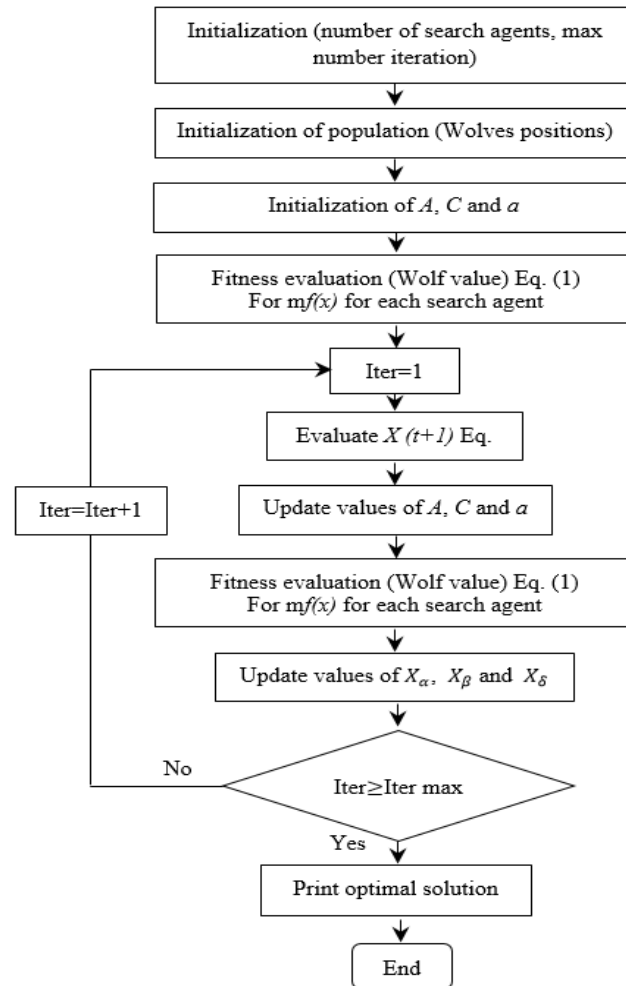 Initialization (number of search agents, max
number iteration)
Initialization of population (Wolves positions)
Initialization of A, C and a
Fitness evaluation (Wolf value) Eq. (1)
For mf(x) for each search agent
Iter=1
Evaluate X (t+1) Eq.
Iter=Iter+1
Update values of A, C and a
Fitness evaluation (Wolf value) Eq. (1)
For mf(x) for each search agent
Update values of Xα, Xβ and Xδ
No
Iter≥Iter max
Yes
Print optimal solution
End